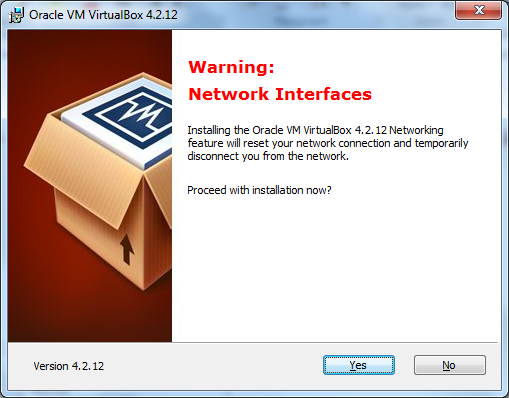 Oracle VM VirtualBox 4.2.12
Warning:
Network Interfaces
Installing the Oracle VM VirtualBox 4.2.12 Networking
feature will reset your network connection and temporarily
disconnect you from the network.
Proceed with installation now?
Version 4.2.12
Yes
No